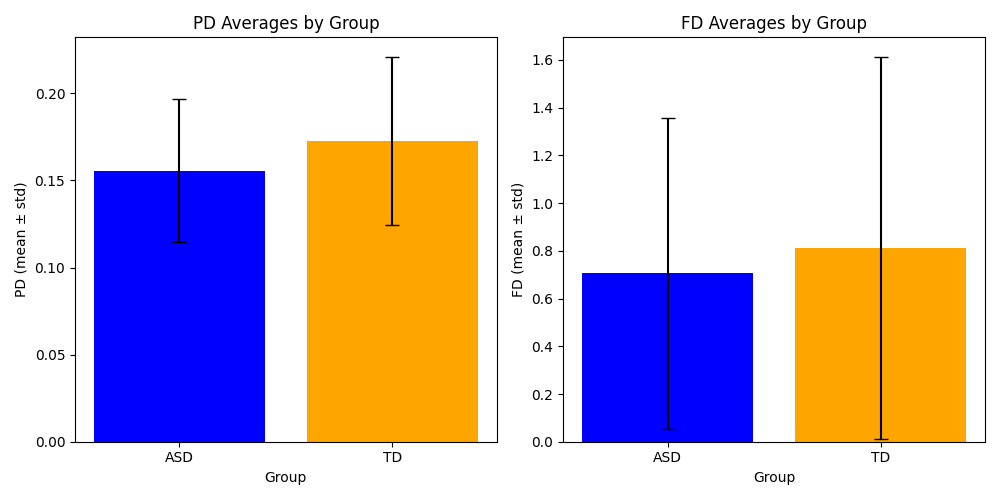 PD Averages by Group
PD (mean ± std)
0.20
0.15
0.10
0.05
0.00
ASD
TD
Group
FD Averages by Group
FD (mean ± std)
1.6
1.4
1.2
1.0
0.8
0.6
0.4
0.2
0.0
ASD
TD
Group